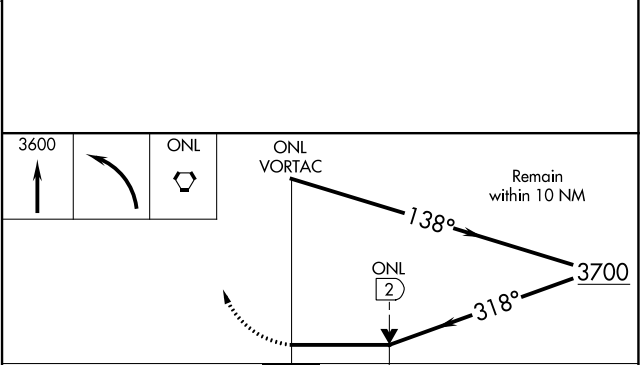 3600
ONL
ONL
VORTAC
Remain
within 10 NM
138°
3700
318°
ONL
2